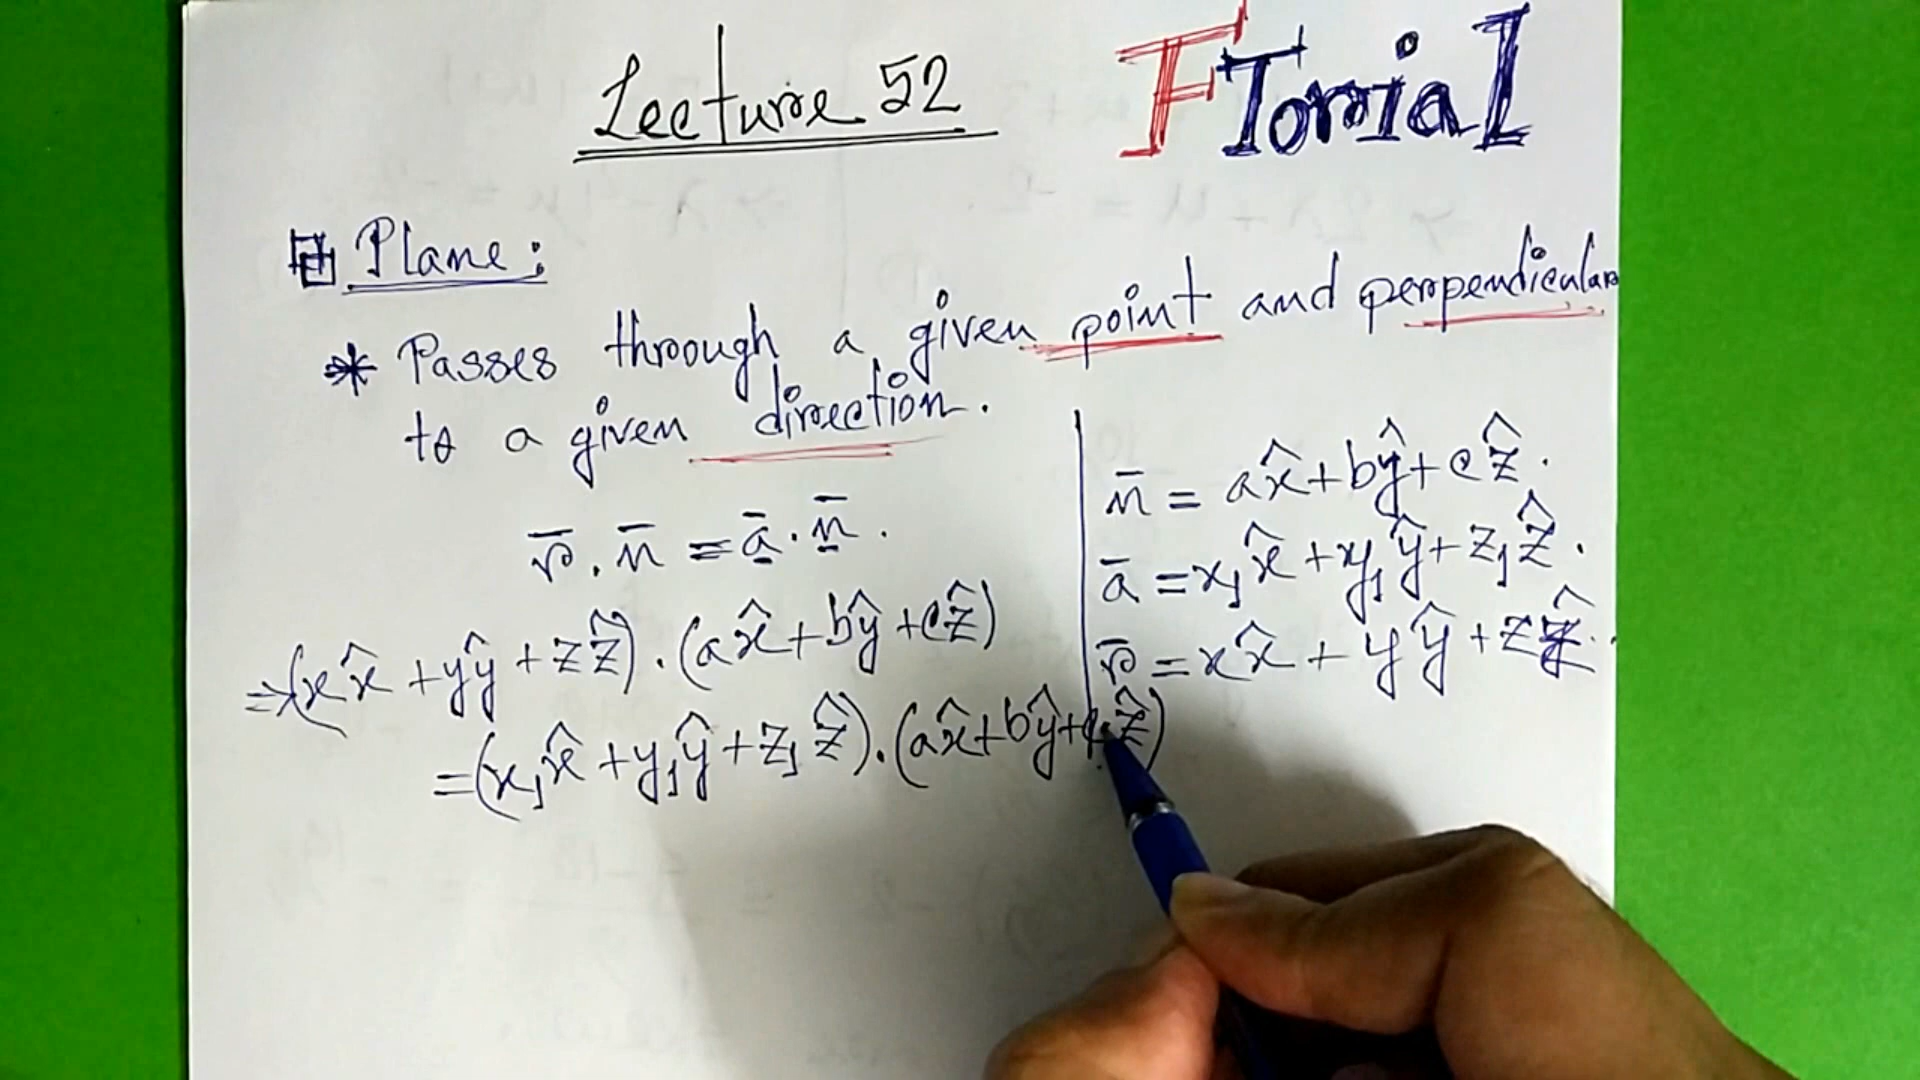 Lecture 52
FTorial
Plane:
* Passes through a given point and perpendicular
to a given direction.
r̄ . n̄ = ā . n̄ .
⇒ (xx̂ + yŷ + zẑ) . (ax̂ + bŷ + cẑ)
= (x₁x̂ + y₁ŷ + z₁ẑ) . (ax̂ + bŷ + cẑ)
n̄ = ax̂ + bŷ + cẑ .
ā = x₁x̂ + y₁ŷ + z₁ẑ .
r̄ = xx̂ + yŷ + zẑ .